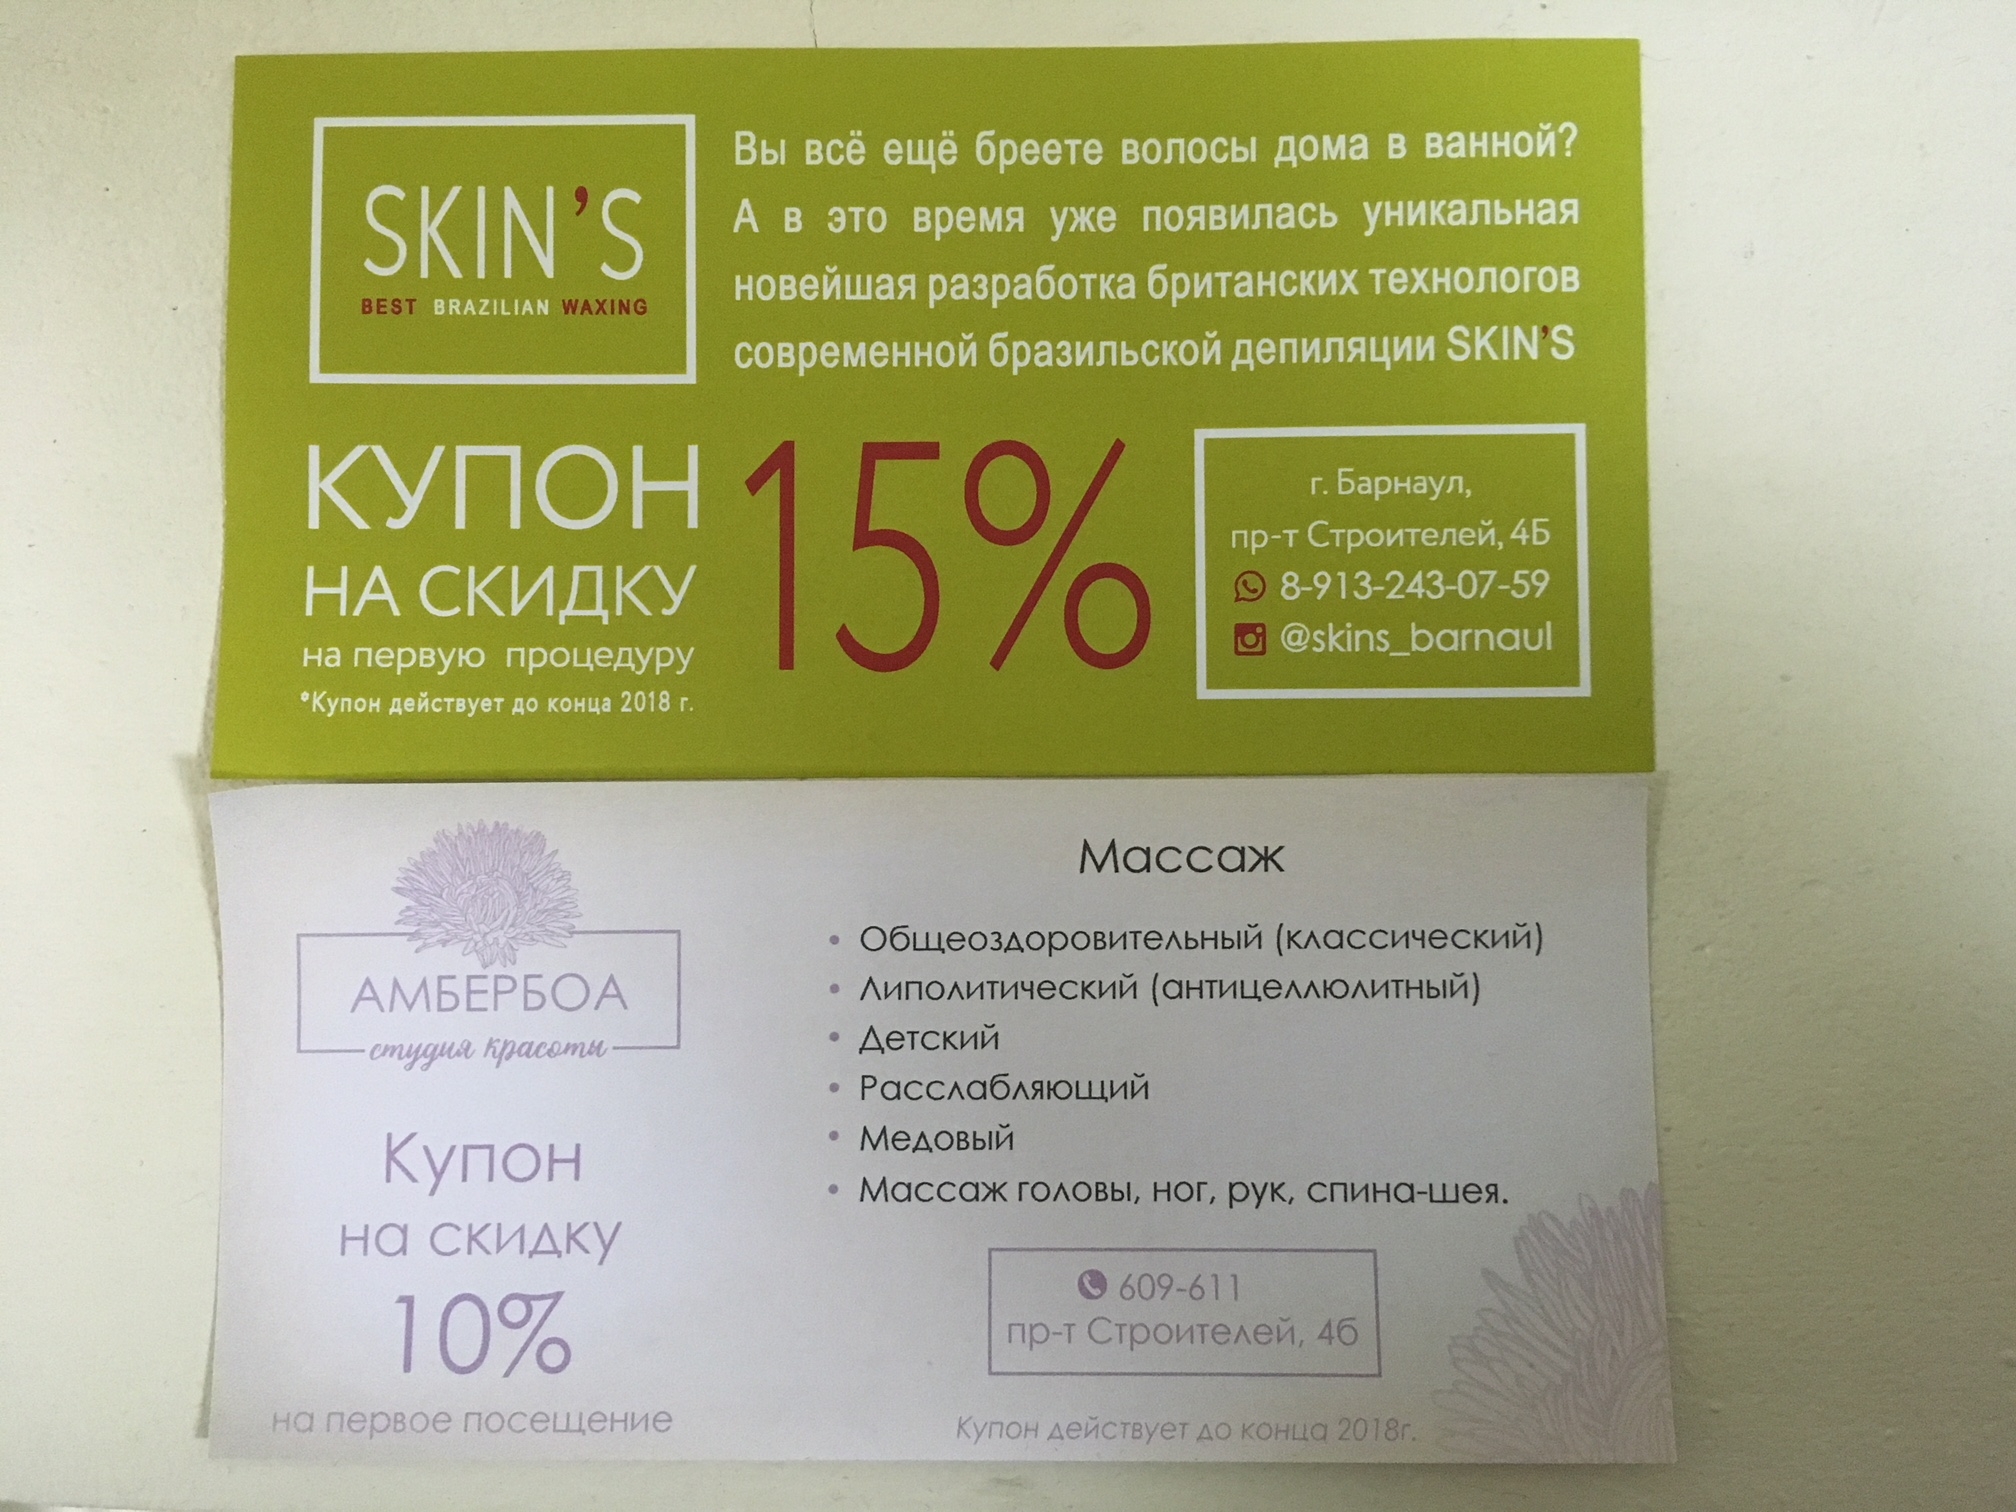 SKIN'S
BEST BRAZILIAN WAXING
Вы всё ещё бреете волосы дома в ванной?
А в это время уже появилась уникальная
новейшая разработка британских технологов
современной бразильской депиляции SKIN'S
КУПОН
НА СКИДКУ
на первую процедуру
*Купон действует до конца 2018 г.
15%
г. Барнаул,
пр-т Строителей, 4Б
8-913-243-07-59
@skins_barnaul
АМБЕРБОА
студия красоты
Купон
на скидку
10%
на первое посещение
Массаж
• Общеоздоровительный (классический)
• Липолитический (антицеллюлитный)
• Детский
• Расслабляющий
• Медовый
• Массаж головы, ног, рук, спина-шея.
609-611
пр-т Строителей, 4б
Купон действует до конца 2018г.